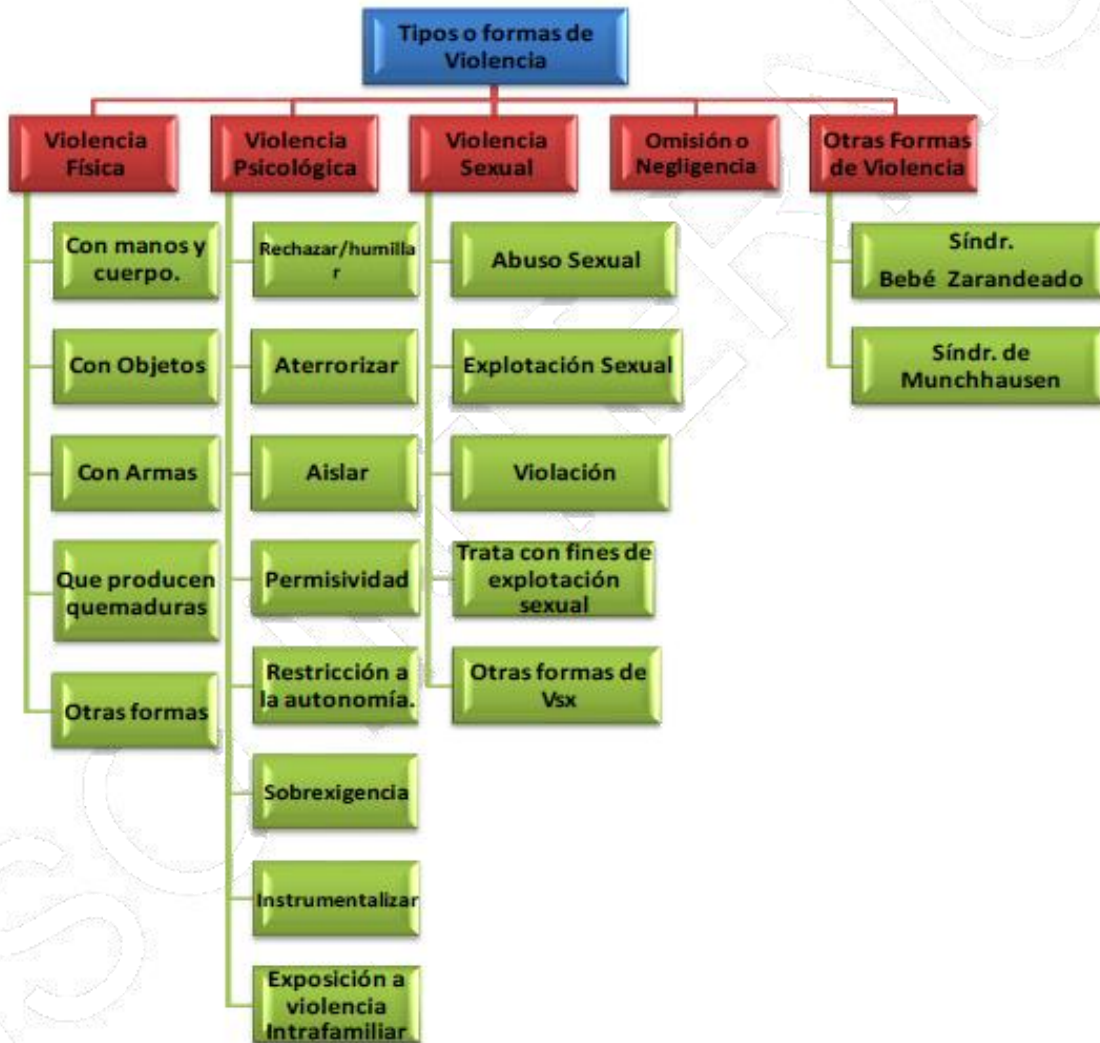 Tipos o formas de
Violencia
Violencia
Física
Violencia
Psicológica
Violencia
Sexual
Omisión o
Negligencia
Otras Formas
de Violencia
Con manos y
cuerpo.
Con Objetos
Con Armas
Que producen
quemaduras
Otras formas
Rechazar/humilla
r
Aterrorizar
Aislar
Permisividad
Restricción a
la autonomía.
Sobrexigencia
Instrumentalizar
Exposición a
violencia
Intrafamiliar
Abuso Sexual
Explotación Sexual
Violación
Trata con fines de
explotación
sexual
Otras formas de
Vsx
Síndr.
Bebé Zarandeado
Síndr. de
Munchhausen